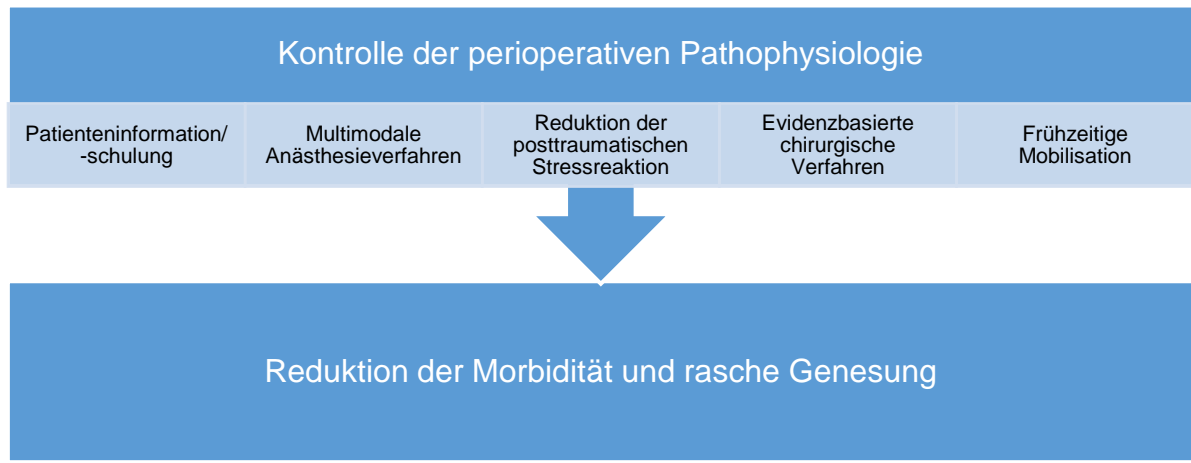 Kontrolle der perioperativen Pathophysiologie
Patienteninformation/
-schulung
Multimodale
Anästhesieverfahren
Reduktion der
posttraumatischen
Stressreaktion
Evidenzbasierte
chirurgische
Verfahren
Frühzeitige
Mobilisation
Reduktion der Morbidität und rasche Genesung